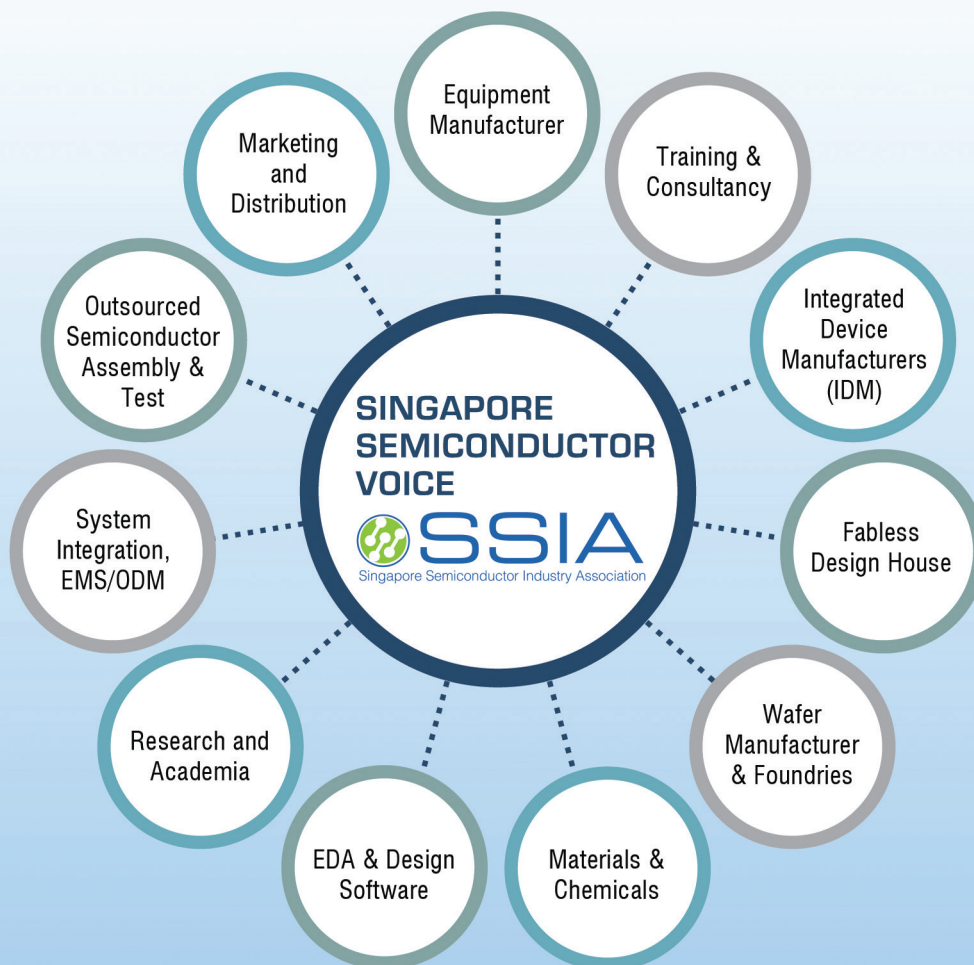 Equipment
Manufacturer
Training &
Consultancy
Integrated
Device
Manufacturers
(IDM)
Fabless
Design House
Wafer
Manufacturer
& Foundries
Materials &
Chemicals
EDA & Design
Software
Research and
Academia
System
Integration,
EMS/ODM
Outsourced
Semiconductor
Assembly &
Test
Marketing
and
Distribution
SINGAPORE
SEMICONDUCTOR
VOICE
SSIA
Singapore Semiconductor Industry Association